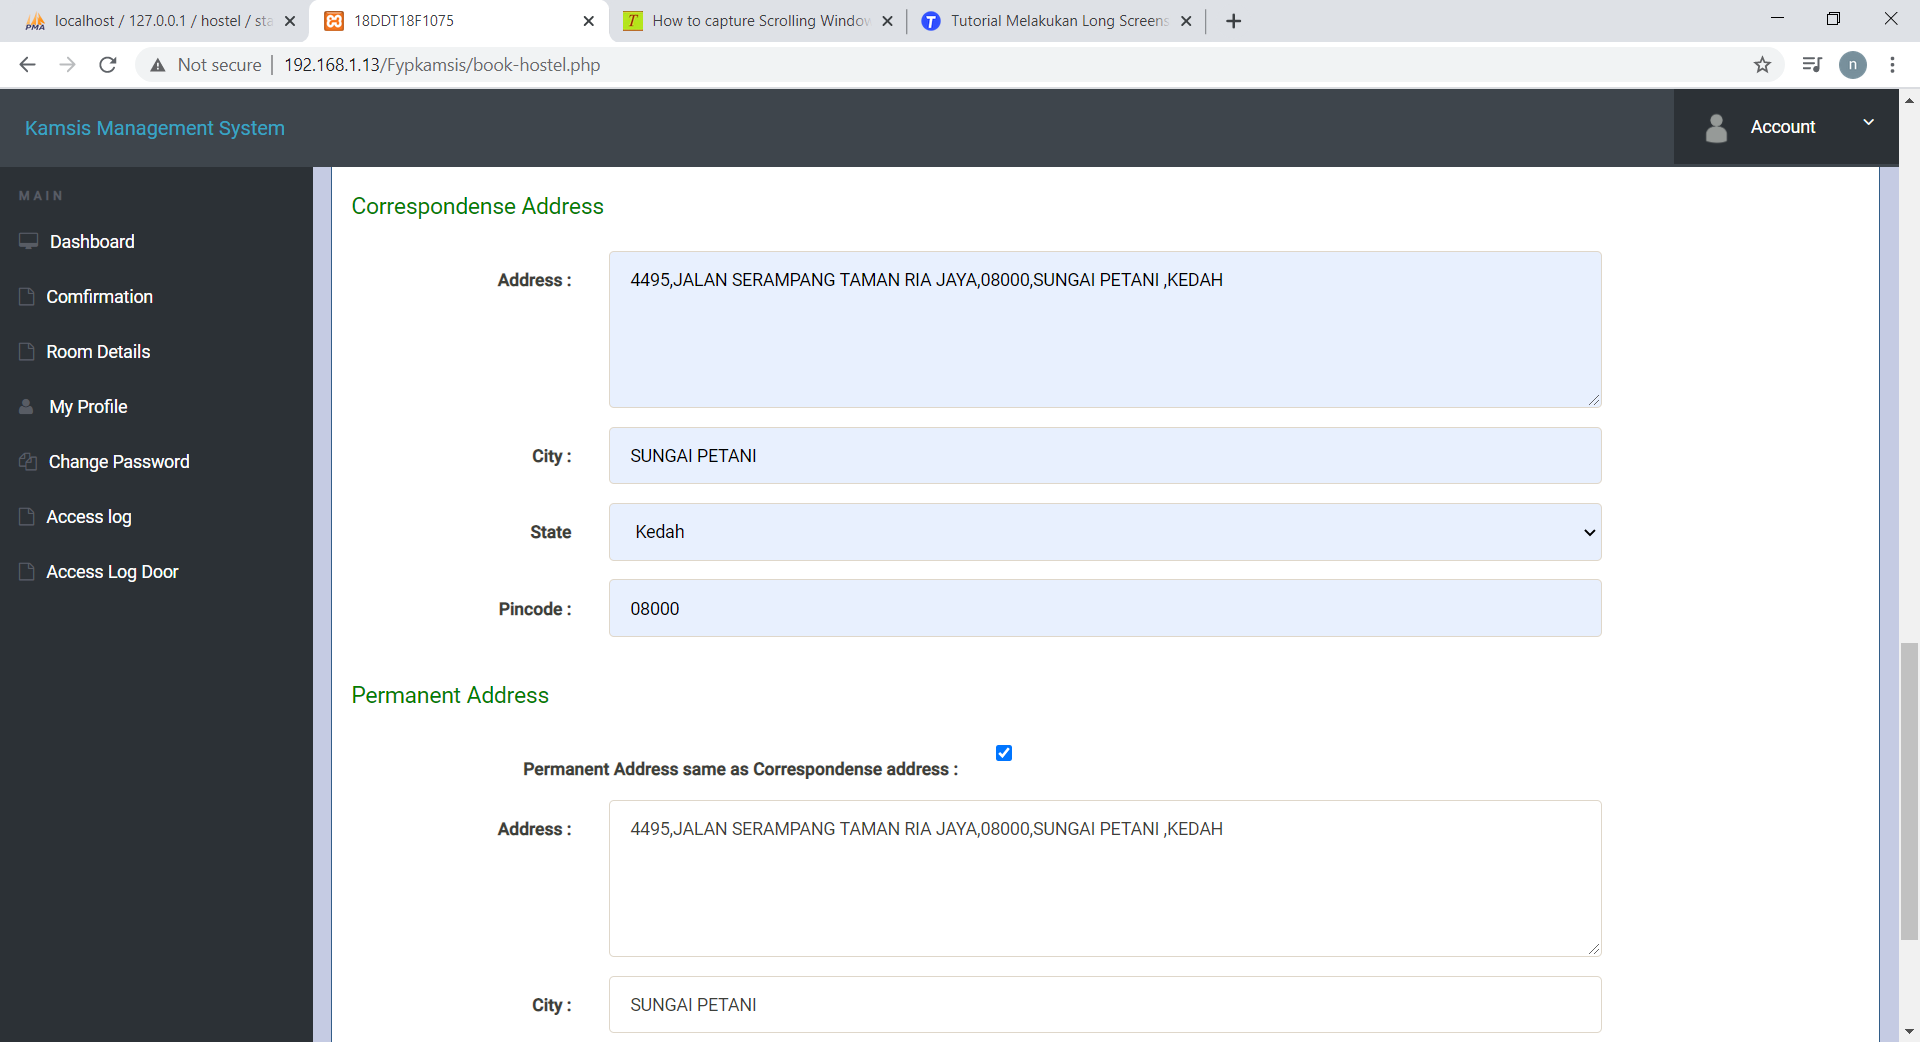 localhost / 127.0.0.1 / hostel / sta
18DDT18F1075
How to capture Scrolling Window
Tutorial Melakukan Long Screens
Not secure
192.168.1.13/Fypkamsis/book-hostel.php
n
Kamsis Management System
Account
MAIN
Dashboard
Comfirmation
Room Details
My Profile
Change Password
Access log
Access Log Door
Correspondense Address
Address :
4495,JALAN SERAMPANG TAMAN RIA JAYA,08000,SUNGAI PETANI ,KEDAH
City :
SUNGAI PETANI
State
Kedah
Pincode :
08000
Permanent Address
Permanent Address same as Correspondense address :
Address :
4495,JALAN SERAMPANG TAMAN RIA JAYA,08000,SUNGAI PETANI ,KEDAH
City :
SUNGAI PETANI